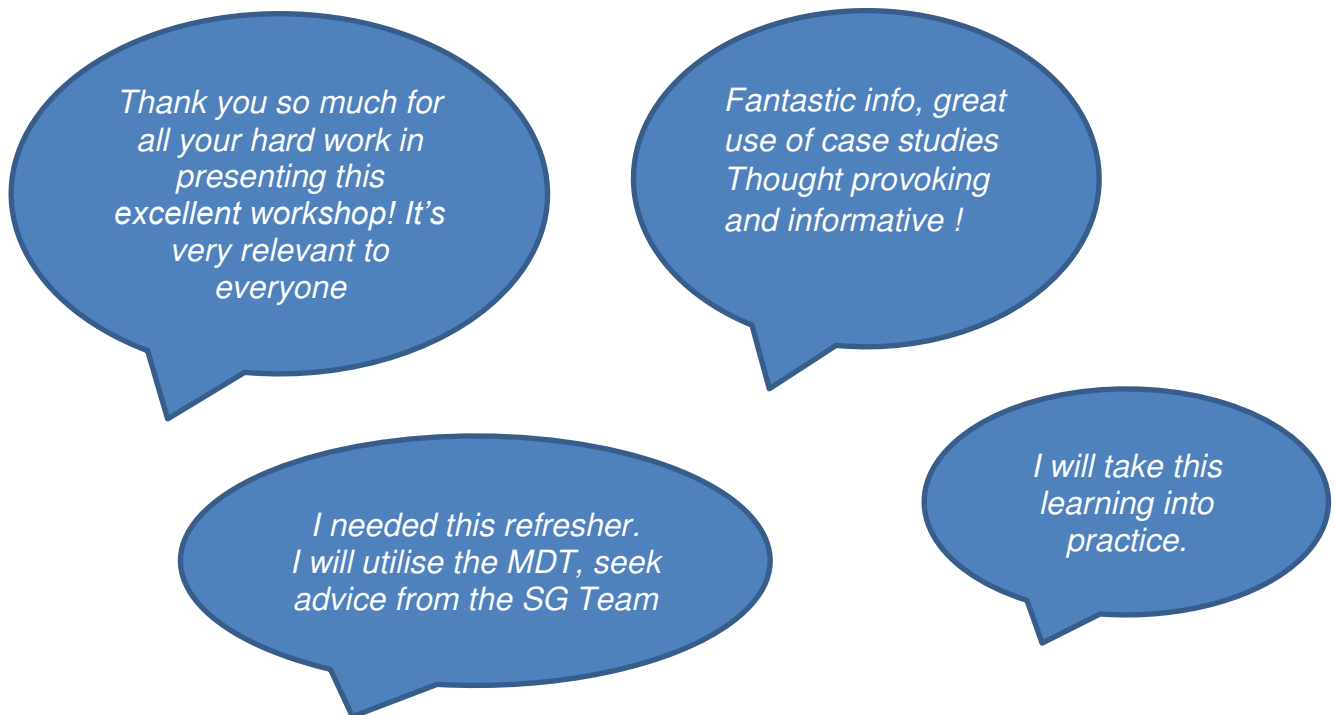 Thank you so much for
all your hard work in
presenting this
excellent workshop! It’s
very relevant to
everyone
Fantastic info, great
use of case studies
Thought provoking
and informative !
I needed this refresher.
I will utilise the MDT, seek
advice from the SG Team
I will take this
learning into
practice.